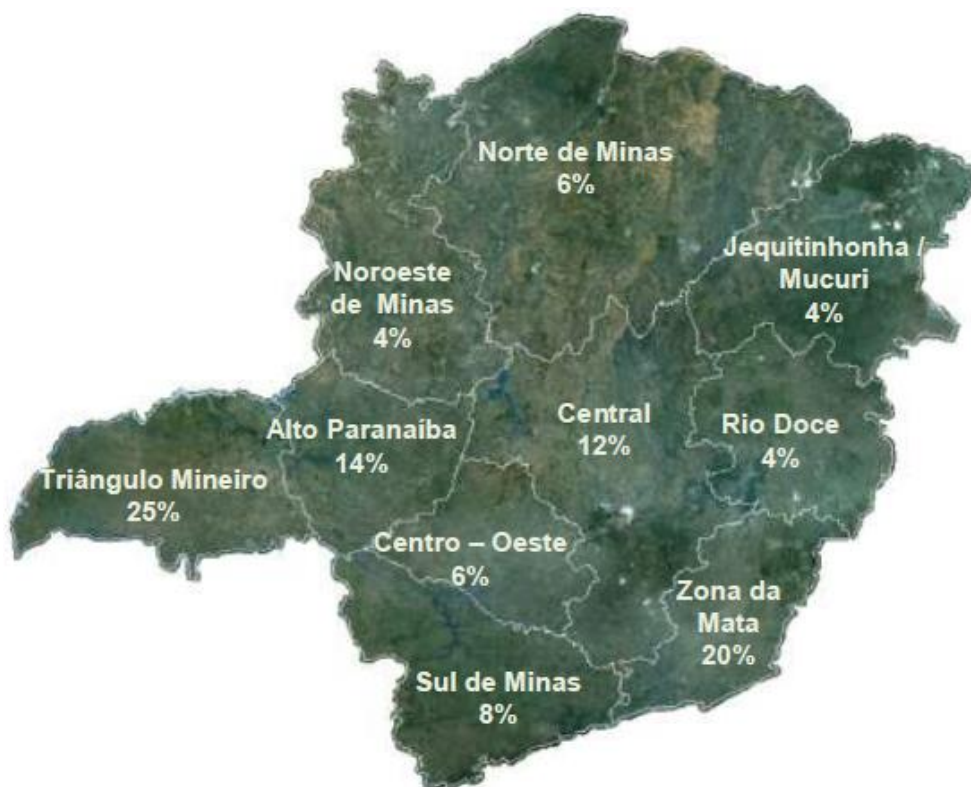 Norte de Minas
6%
Jequitinhonha /
Mucuri
4%
Noroeste
de Minas
4%
Central
12%
Rio Doce
4%
Alto Paranaíba
14%
Triângulo Mineiro
25%
Centro – Oeste
6%
Zona da
Mata
20%
Sul de Minas
8%